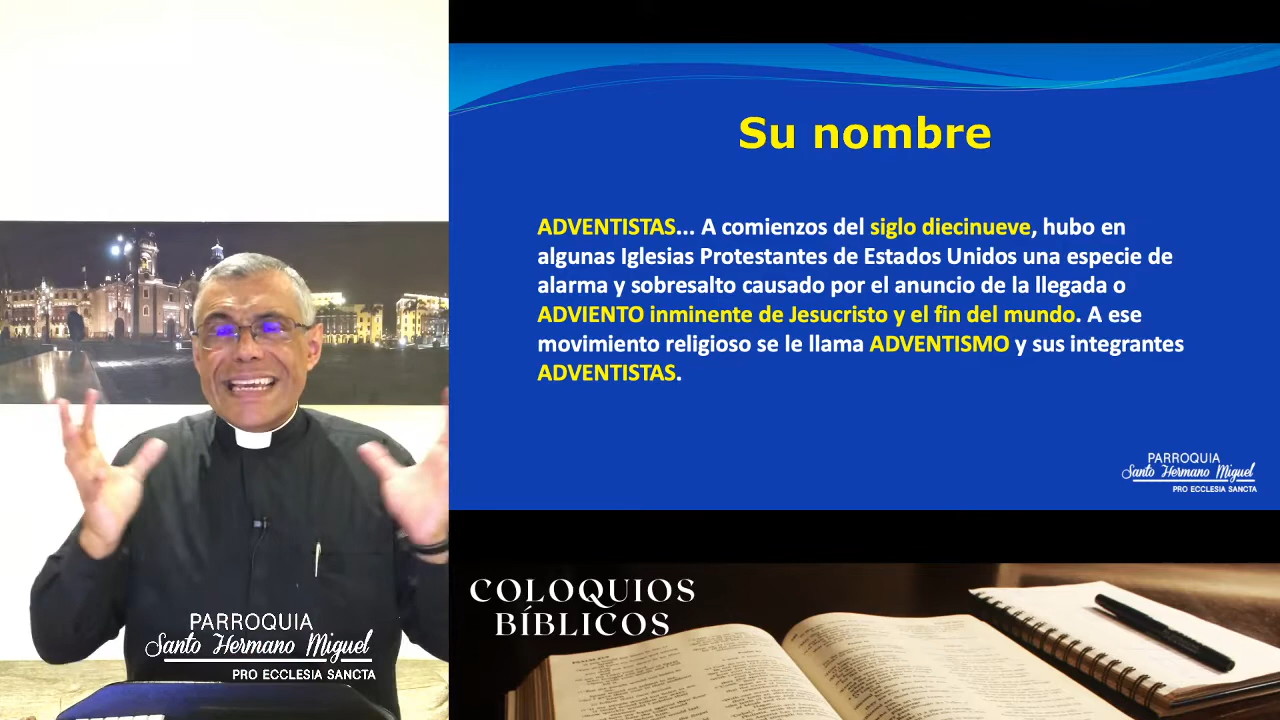 Su nombre
ADVENTISTAS... A comienzos del siglo diecinueve, hubo en
algunas Iglesias Protestantes de Estados Unidos una especie de
alarma y sobresalto causado por el anuncio de la llegada o
ADVIENTO inminente de Jesucristo y el fin del mundo. A ese
movimiento religioso se le llama ADVENTISMO y sus integrantes
ADVENTISTAS.
PARROQUIA
Santo Hermano Miguel
PRO ECCLESIA SANCTA
COLOQUIOS
BÍBLICOS
PARROQUIA
Santo Hermano Miguel
PRO ECCLESIA SANCTA